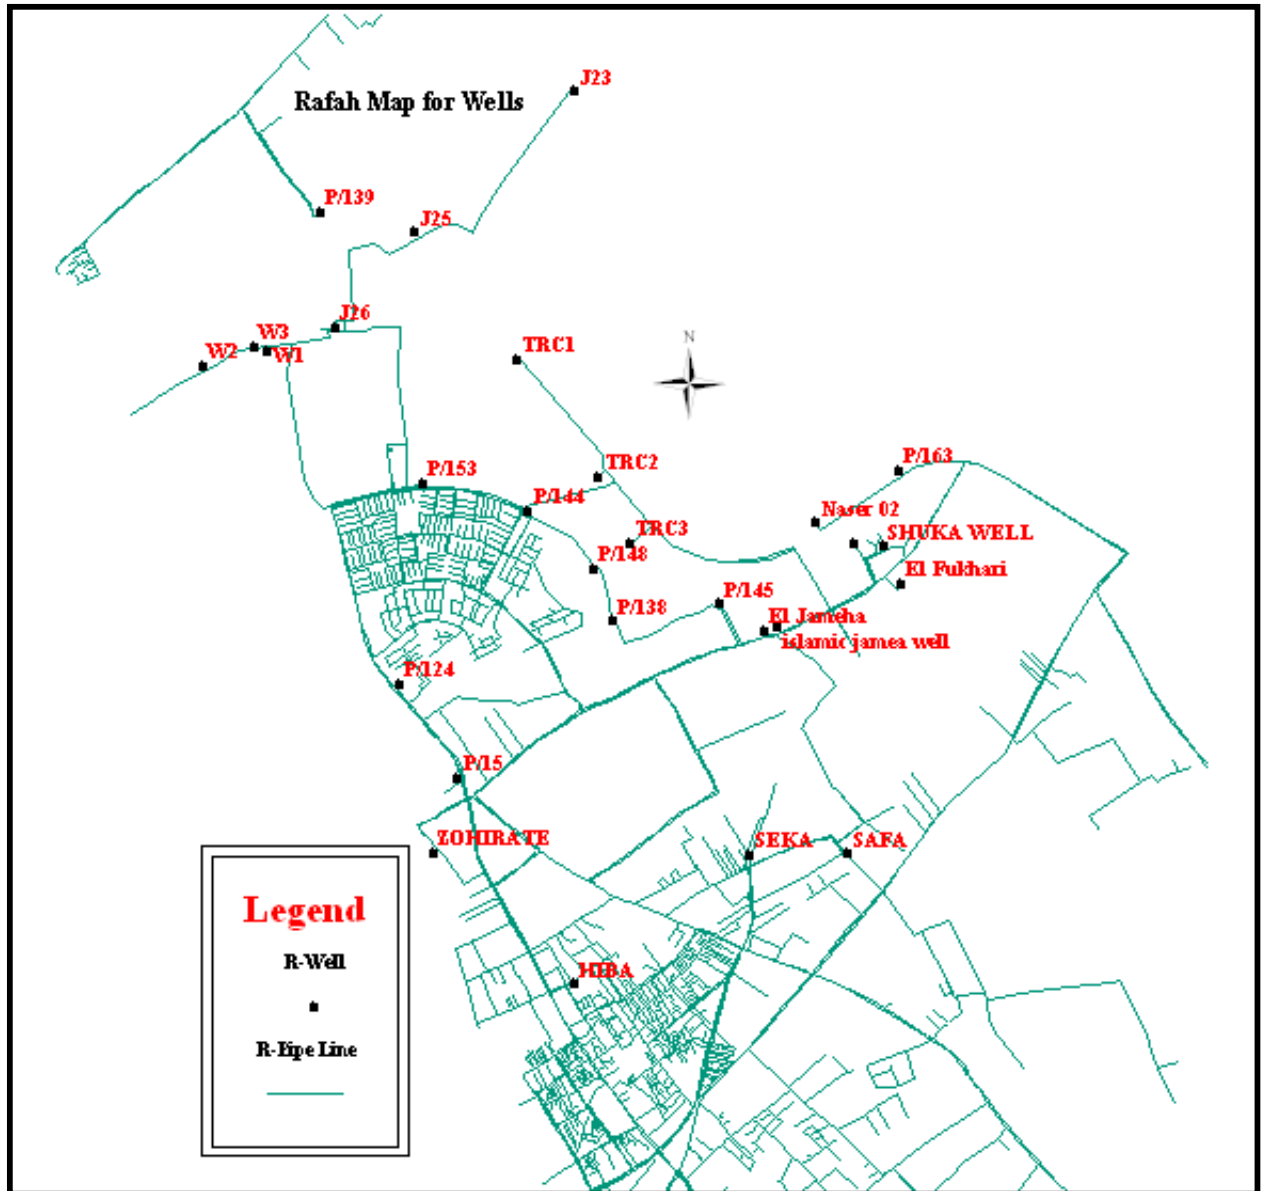 J23
Rafah Map for Wells
P/139
J25
J26
W3
W1
W2
TRC1
N
P/153
TRC2
P/163
P/144
Naser 02
TRC3
SHUKA WELL
P/148
El Fukhari
P/145
P/138
El Jameha
islamic jamea well
P/124
P/15
ZOHIRATE
SEKA
SAFA
HIBA
Legend
R-Well
R-Pipe Line